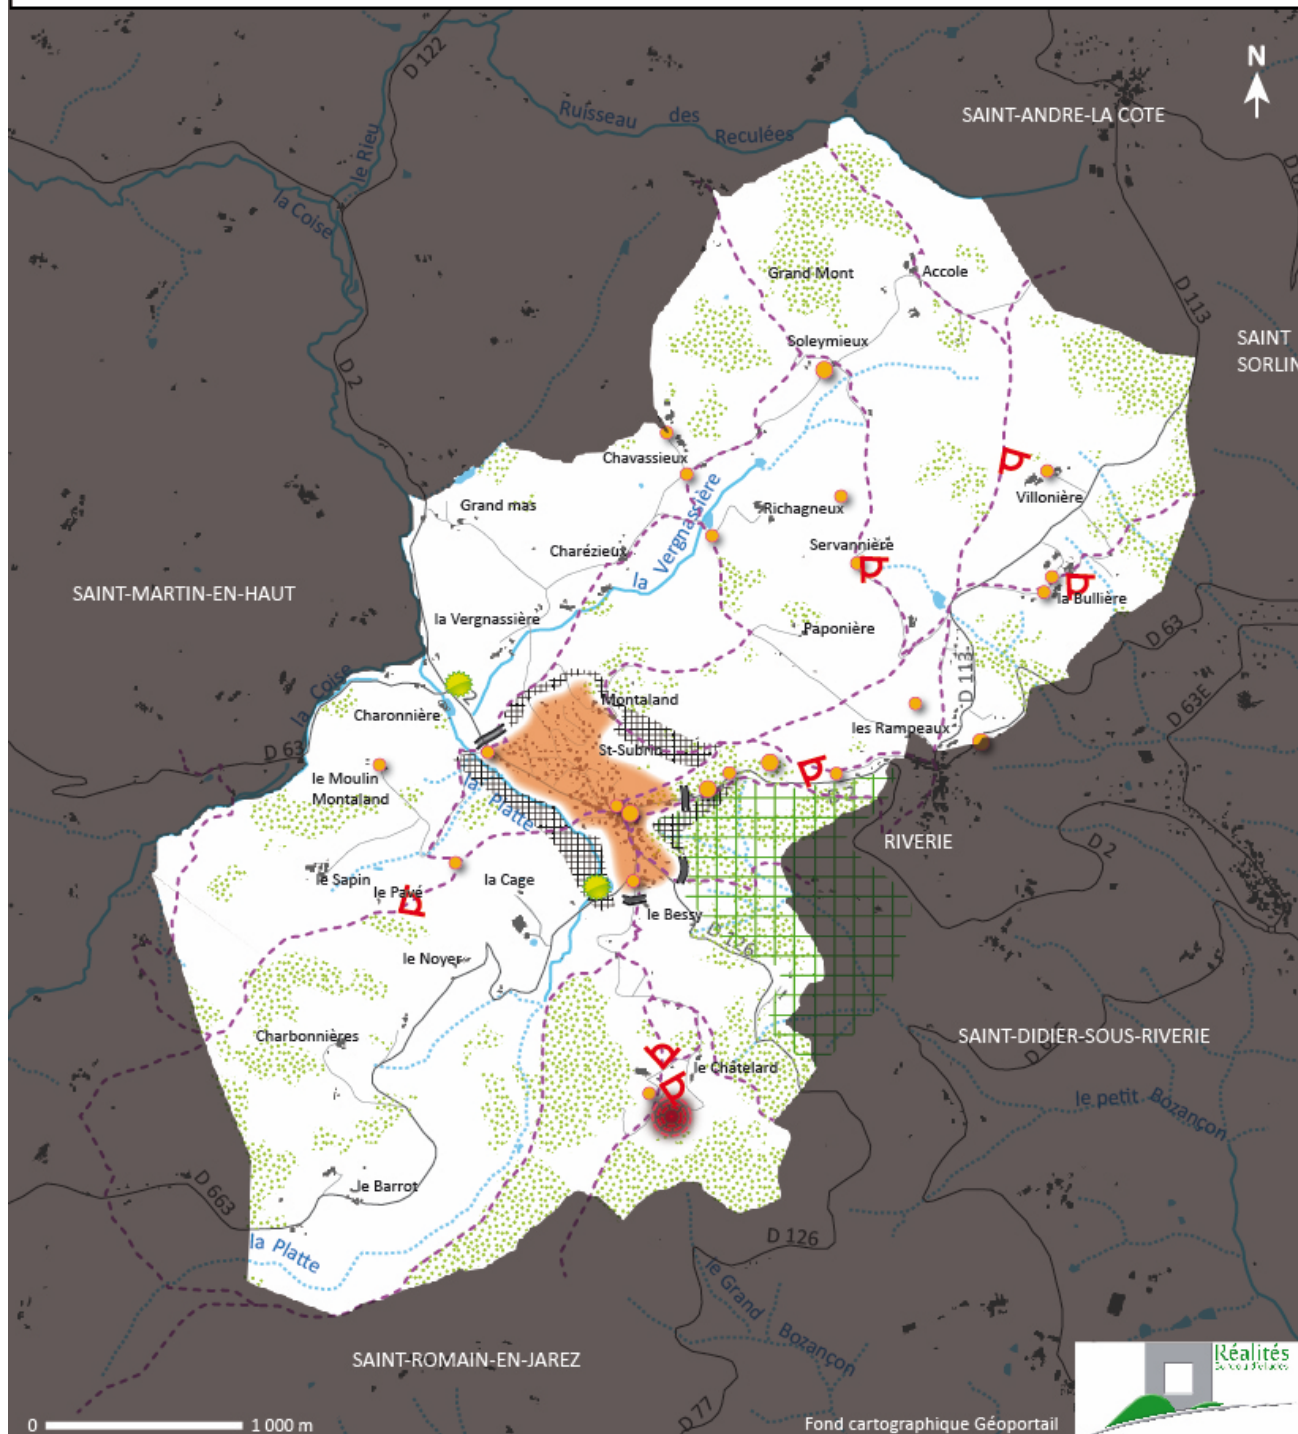 N
D 122
Ruisseau des
Reculées
SAINT-ANDRE-LA COTE
le Rieu
la Coise
Grand Mont
Accole
D 113
SAINT
SORLIN
Soleymieux
D 2
Chavassieux
Villonière
Grand mas
Richagneux
la Vergnassière
Servannière
Charézieux
SAINT-MARTIN-EN-HAUT
la Bullière
la Vergnassière
Paponière
D 63
D 63E
la Coise
Montaland
D 113
Charonnière
les Rampeaux
St-Subrin
D 63
le Moulin
Montaland
la Platte
RIVERIE
D 2
le Sapin
le Pavé
la Cage
le Bessy
D 126
le Noyer
Charbonnières
SAINT-DIDIER-SOUS-RIVERIE
le Châtelard
le petit Bozançon
le Barrot
D 663
D 126
la Platte
le Grand
Bozançon
SAINT-ROMAIN-EN-JAREZ
D 77
Réalités
Bureau d'études
0 1 000 m
Fond cartographique Géoportail